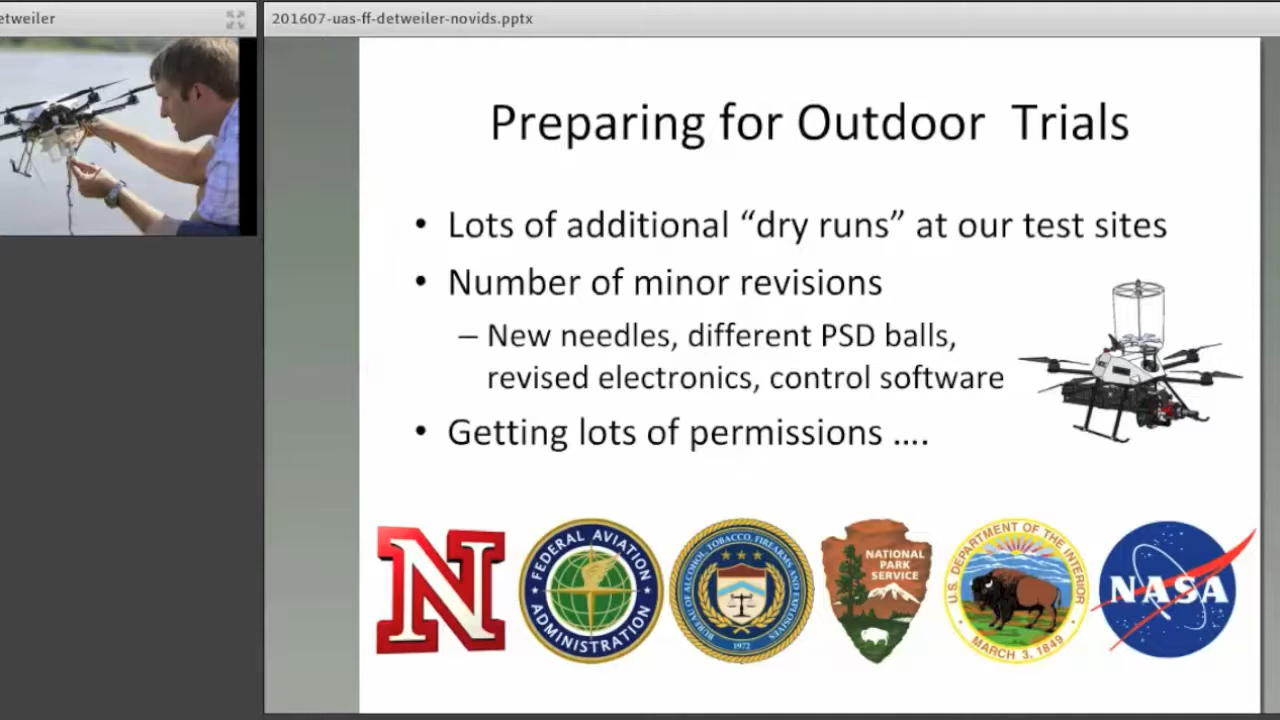 etweiler
201607-uas-ff-detweiler-novids.pptx
Preparing for Outdoor Trials
• Lots of additional “dry runs” at our test sites
• Number of minor revisions
– New needles, different PSD balls,
revised electronics, control software
• Getting lots of permissions ....
N
FEDERAL AVIATION
ADMINISTRATION
BUREAU OF ALCOHOL, TOBACCO, FIREARMS AND EXPLOSIVES
1972
NATIONAL
PARK
SERVICE
U.S. DEPARTMENT OF THE INTERIOR
MARCH 3, 1849
NASA